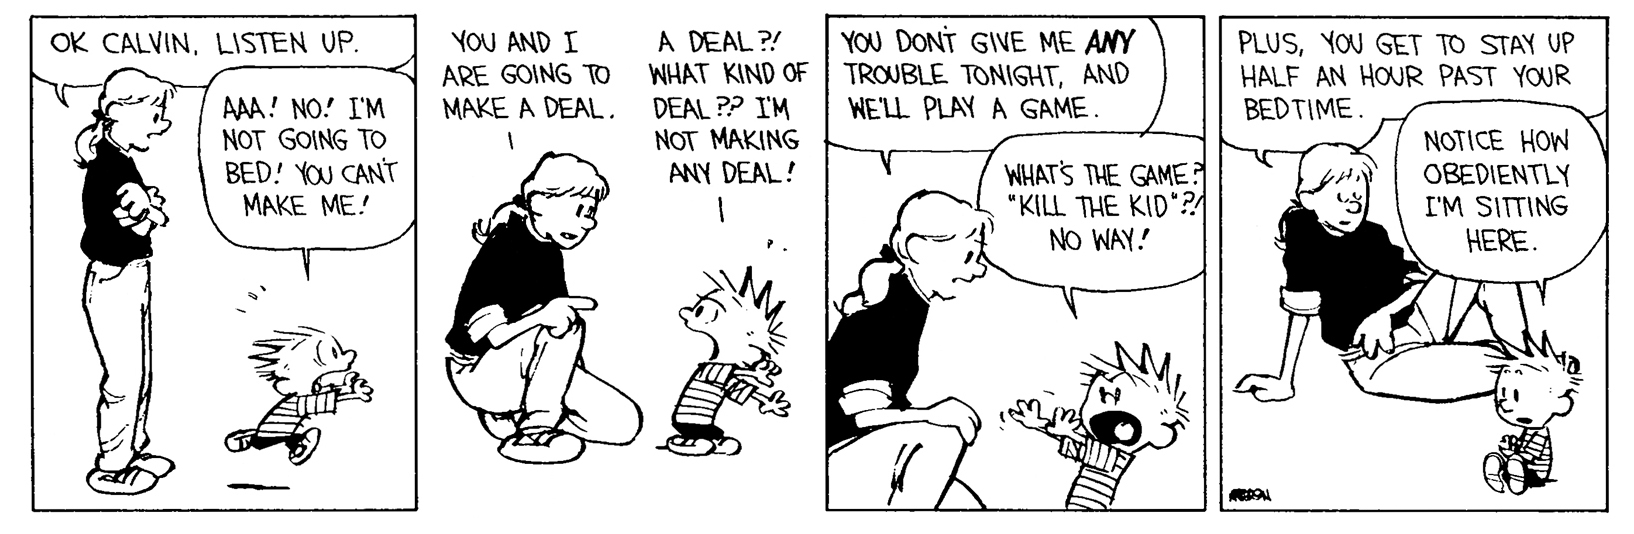 OK CALVIN, LISTEN UP.
AAA! NO! I'M
NOT GOING TO
BED! YOU CAN'T
MAKE ME!
YOU AND I
ARE GOING TO
MAKE A DEAL.
A DEAL?!
WHAT KIND OF
DEAL?? I'M
NOT MAKING
ANY DEAL!
YOU DON'T GIVE ME ANY
TROUBLE TONIGHT, AND
WE'LL PLAY A GAME.
WHAT'S THE GAME?
"KILL THE KID"?!
NO WAY!
PLUS, YOU GET TO STAY UP
HALF AN HOUR PAST YOUR
BEDTIME.
NOTICE HOW
OBEDIENTLY
I'M SITTING
HERE.